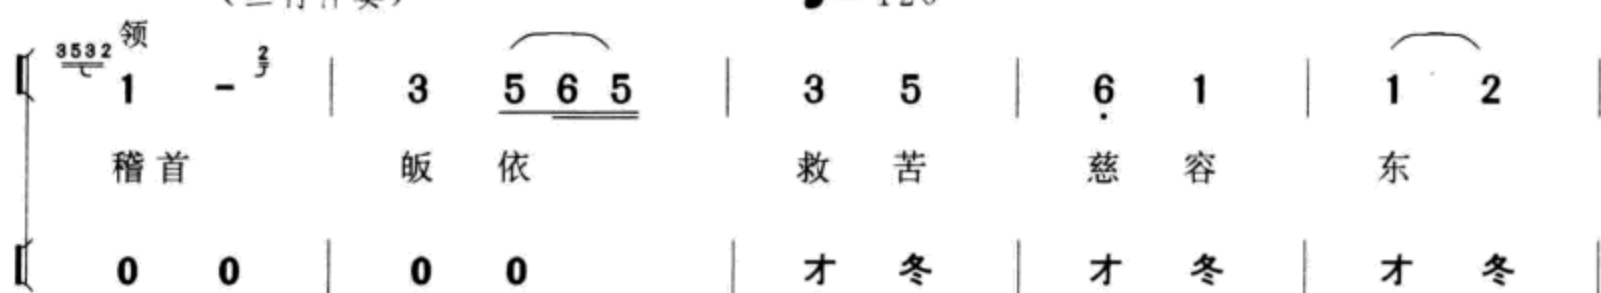 领
3532 1 - 2 | 3 5 6 5 | 3 5 | 6 1 | 1 2 |
稽首 皈依 救苦 慈容 东
0 0 | 0 0 | 才 冬 | 才 冬 | 才 冬 |